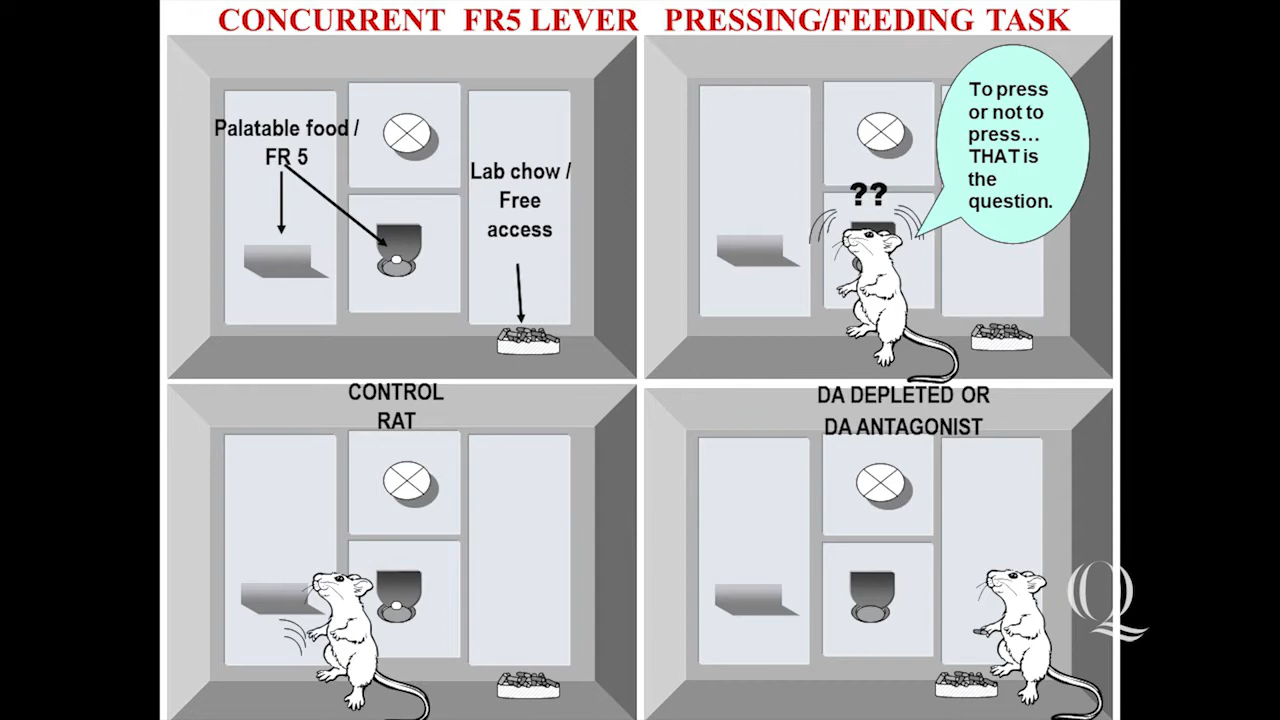 CONCURRENT FR5 LEVER PRESSING/FEEDING TASK
Palatable food /
FR 5
Lab chow /
Free
access
??
To press
or not to
press...
THAT is
the
question.
CONTROL
RAT
DA DEPLETED OR
DA ANTAGONIST
Q